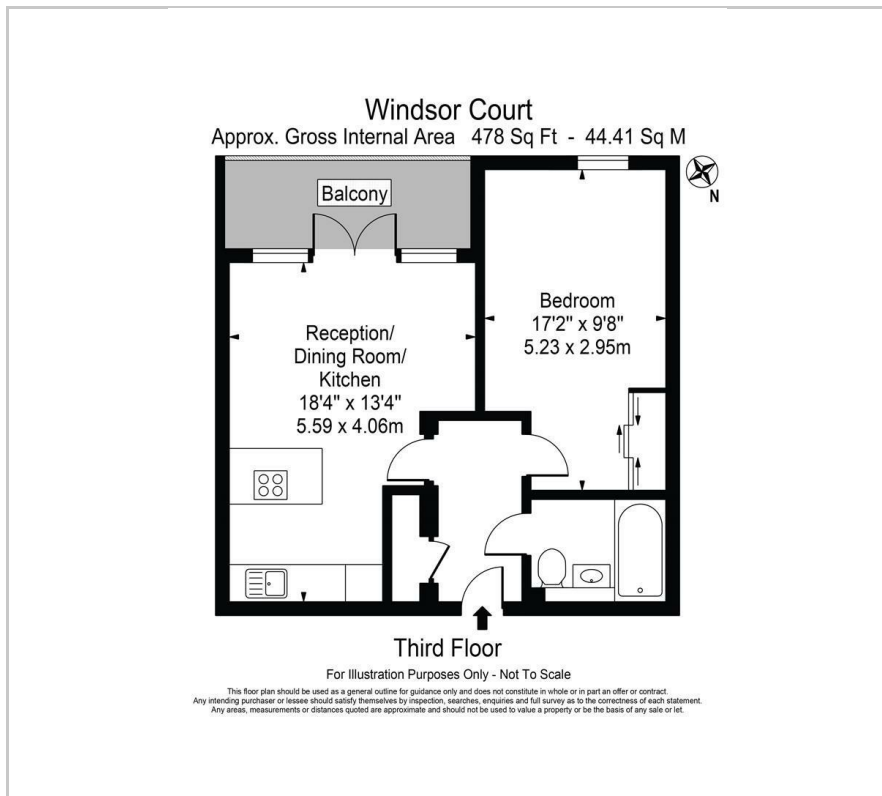 Windsor Court
Approx. Gross Internal Area 478 Sq Ft - 44.41 Sq M
N
Balcony
Bedroom
17'2" x 9'8"
5.23 x 2.95m
Reception/
Dining Room/
Kitchen
18'4" x 13'4"
5.59 x 4.06m
Third Floor
For Illustration Purposes Only - Not To Scale
This floor plan should be used as a general outline for guidance only and does not constitute in whole or in part an offer or contract.
Any intending purchaser or lessee should satisfy themselves by inspection, searches, enquiries and full survey as to the correctness of each statement.
Any areas, measurements or distances quoted are approximate and should not be used to value a property or be the basis of any sale or let.